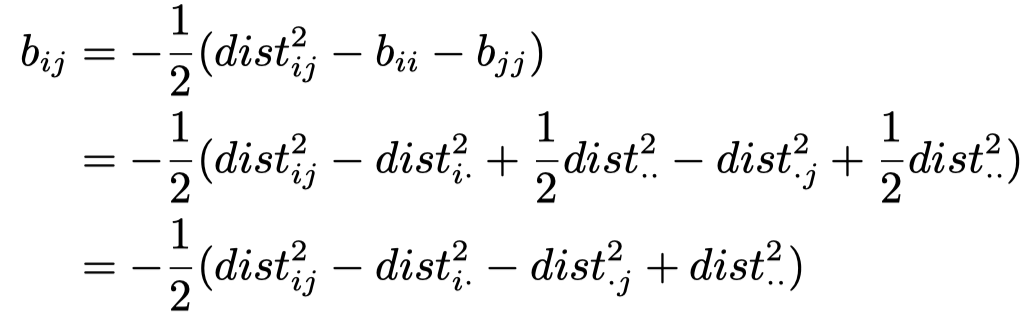 b_{ij} = -\frac{1}{2}(dist_{ij}^2 - b_{ii} - b_{jj})
= -\frac{1}{2}(dist_{ij}^2 - dist_{i\cdot}^2 + \frac{1}{2}dist_{\cdot\cdot}^2 - dist_{\cdot j}^2 + \frac{1}{2}dist_{\cdot\cdot}^2)
= -\frac{1}{2}(dist_{ij}^2 - dist_{i\cdot}^2 - dist_{\cdot j}^2 + dist_{\cdot\cdot}^2)